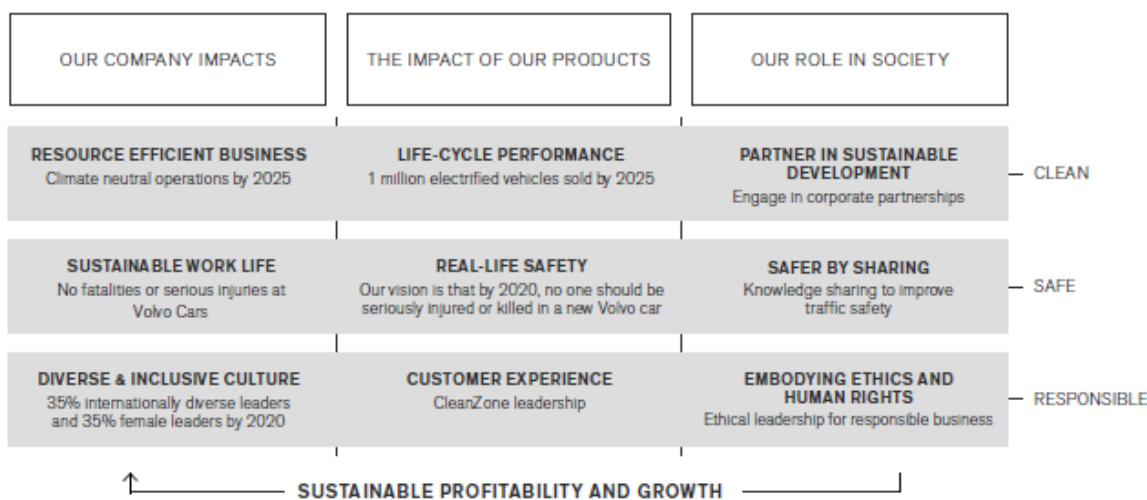 OUR COMPANY IMPACTS
THE IMPACT OF OUR PRODUCTS
OUR ROLE IN SOCIETY
RESOURCE EFFICIENT BUSINESS
Climate neutral operations by 2025
LIFE-CYCLE PERFORMANCE
1 million electrified vehicles sold by 2025
PARTNER IN SUSTAINABLE
DEVELOPMENT
Engage in corporate partnerships
CLEAN
SUSTAINABLE WORK LIFE
No fatalities or serious injuries at
Volvo Cars
REAL-LIFE SAFETY
Our vision is that by 2020, no one should be
seriously injured or killed in a new Volvo car
SAFER BY SHARING
Knowledge sharing to improve
traffic safety
SAFE
DIVERSE & INCLUSIVE CULTURE
35% internationally diverse leaders
and 35% female leaders by 2020
CUSTOMER EXPERIENCE
CleanZone leadership
EMBODYING ETHICS AND
HUMAN RIGHTS
Ethical leadership for responsible business
RESPONSIBLE
SUSTAINABLE PROFITABILITY AND GROWTH